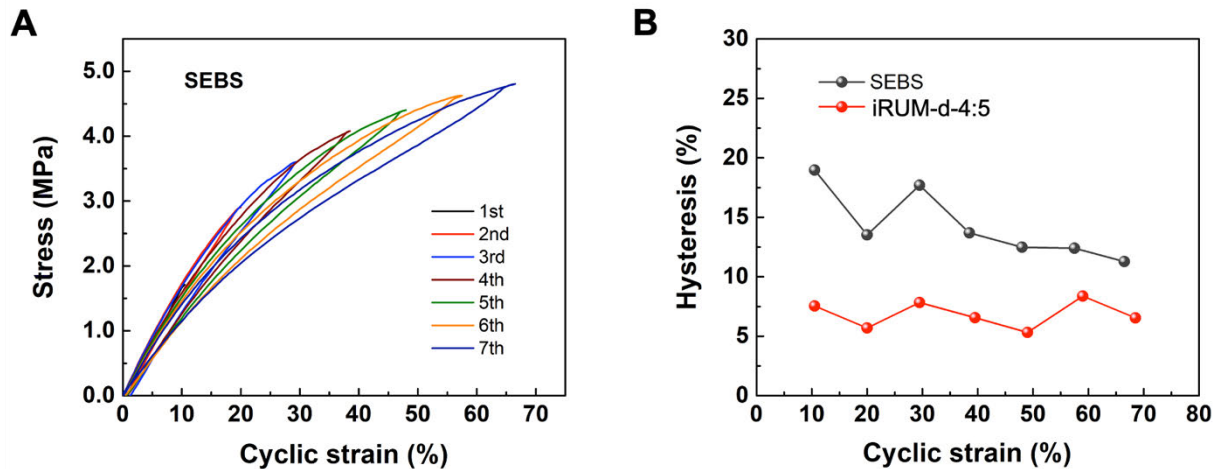 A
SEBS
Stress (MPa)
5.0
4.0
3.0
2.0
1.0
0.0
1st
2nd
3rd
4th
5th
6th
7th
0 10 20 30 40 50 60 70
Cyclic strain (%)
B
Hysteresis (%)
30
25
20
15
10
5
0
SEBS
iRUM-d-4:5
0 10 20 30 40 50 60 70 80
Cyclic strain (%)